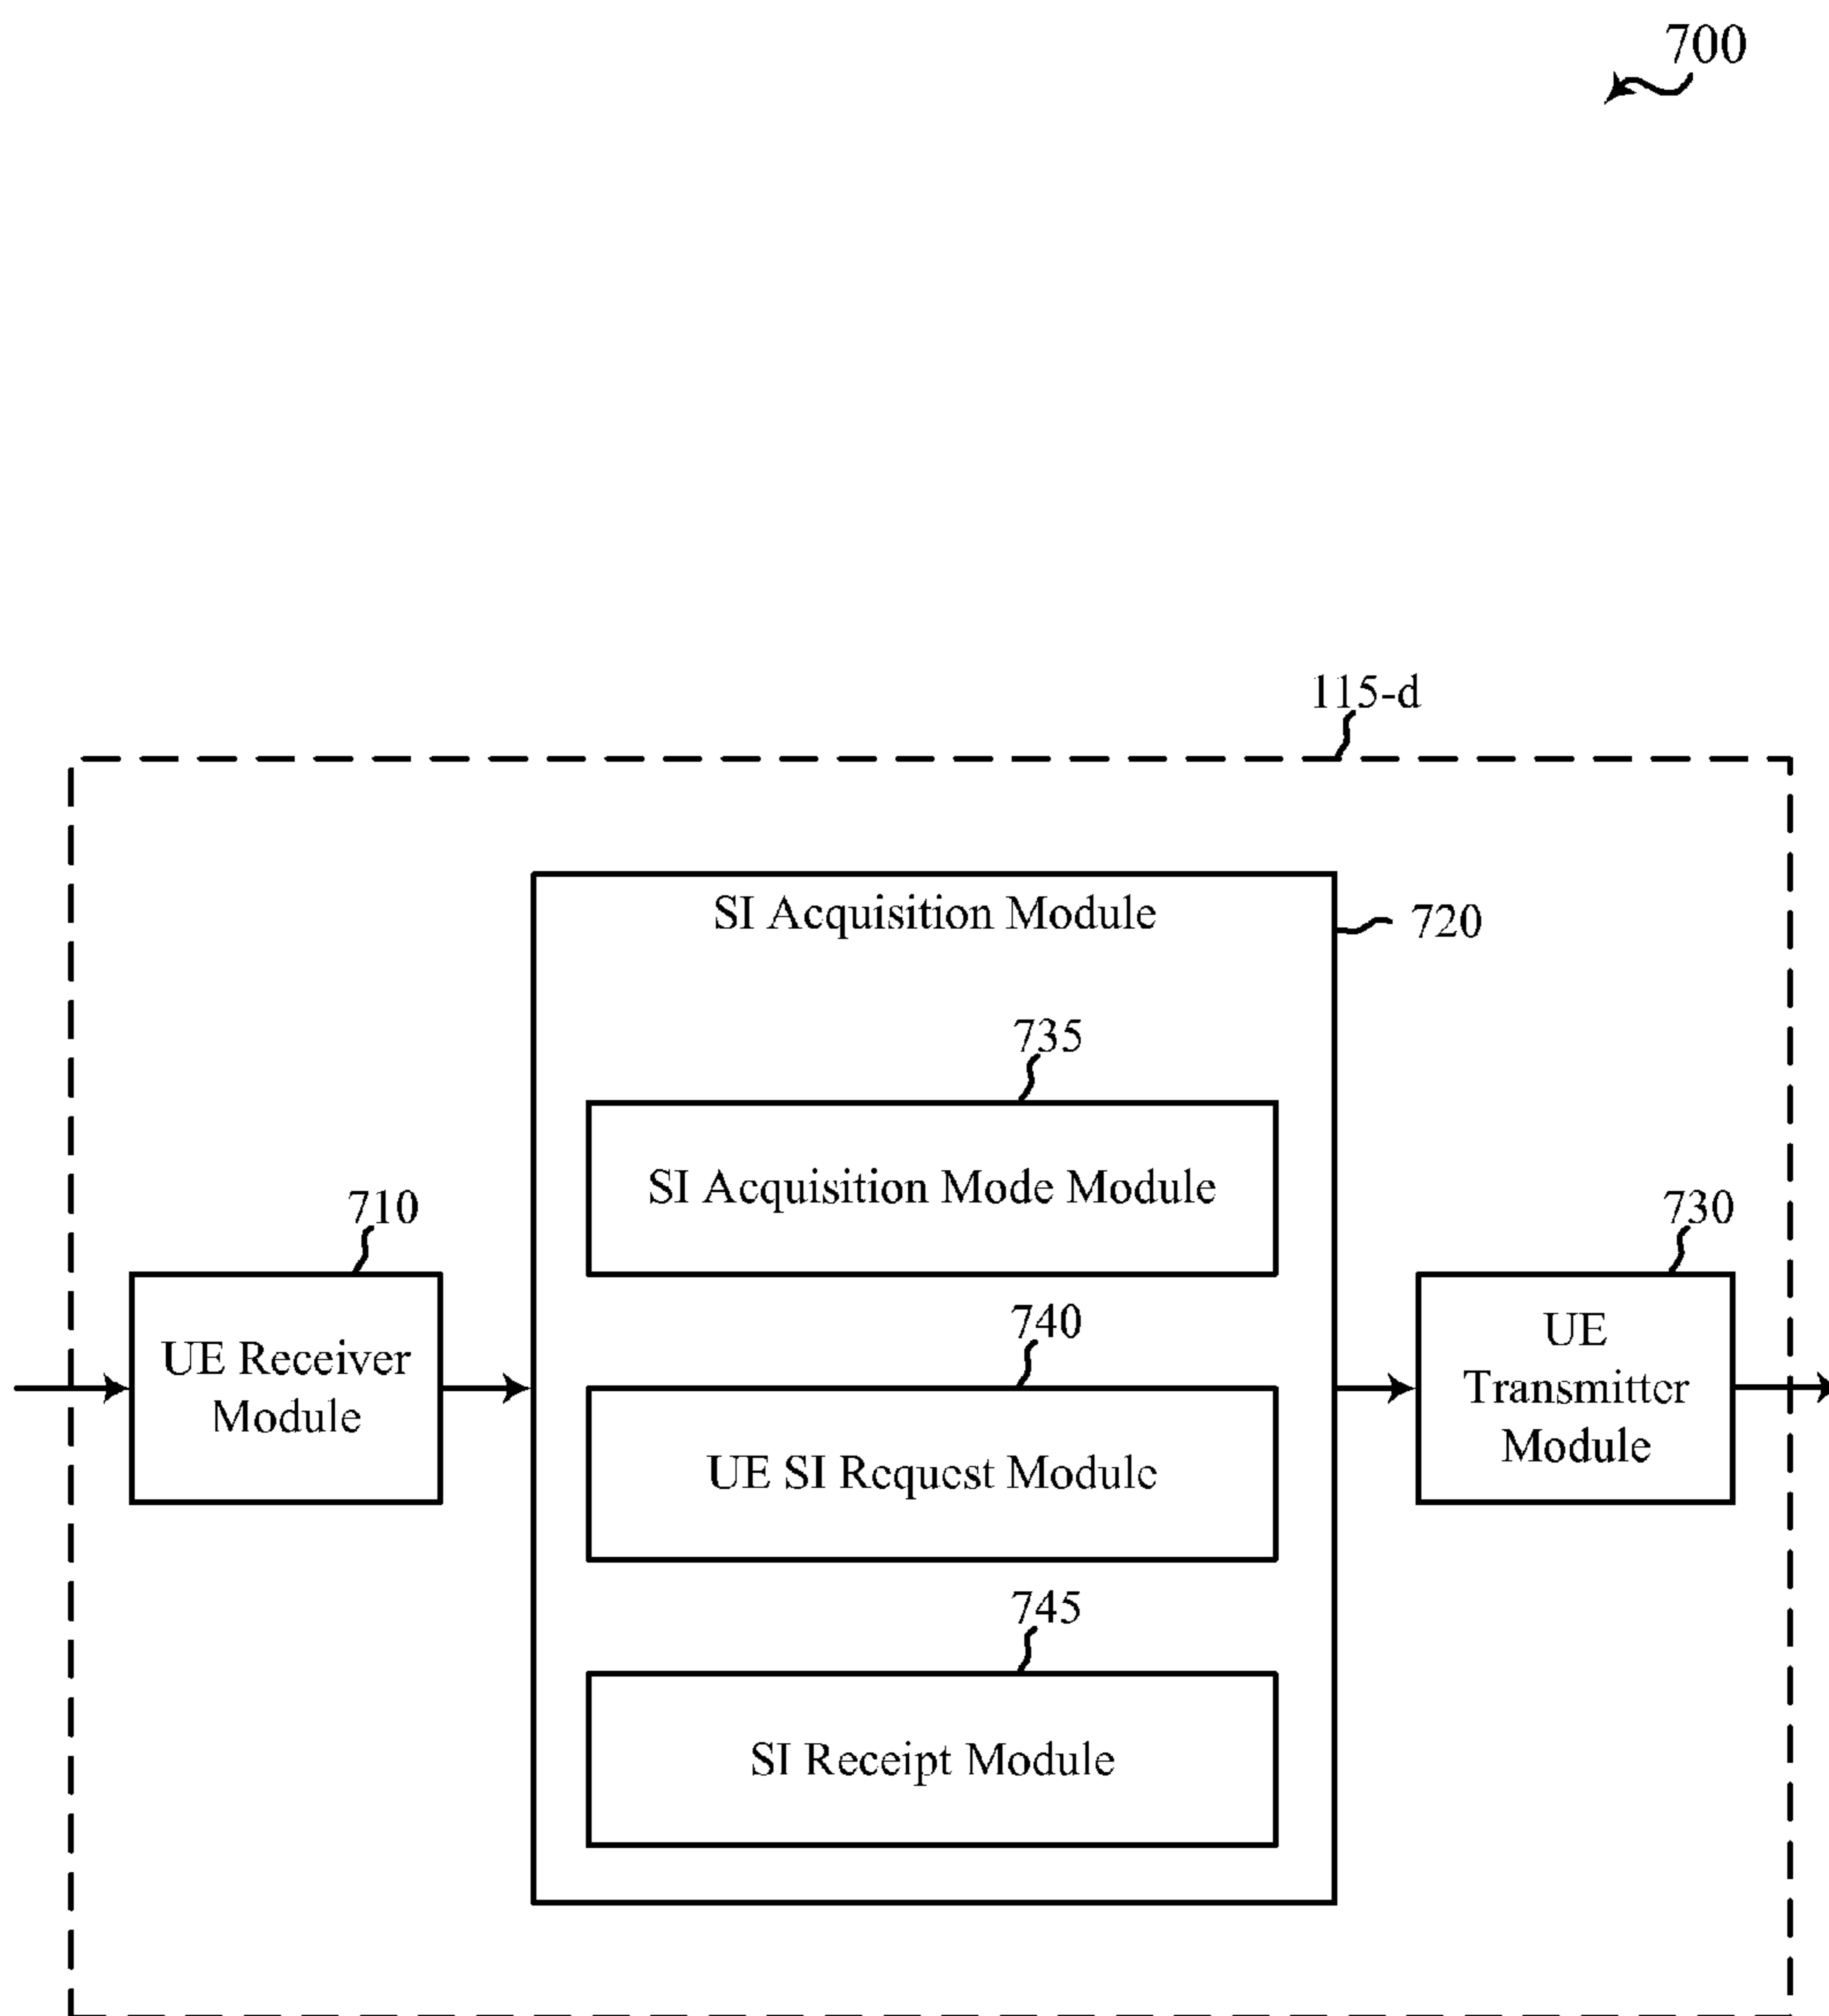 700
115-d
SI Acquisition Module
720
735
SI Acquisition Mode Module
710
730
UE Receiver
Module
740
UE
Transmitter
Module
UE SI Request Module
745
SI Receipt Module